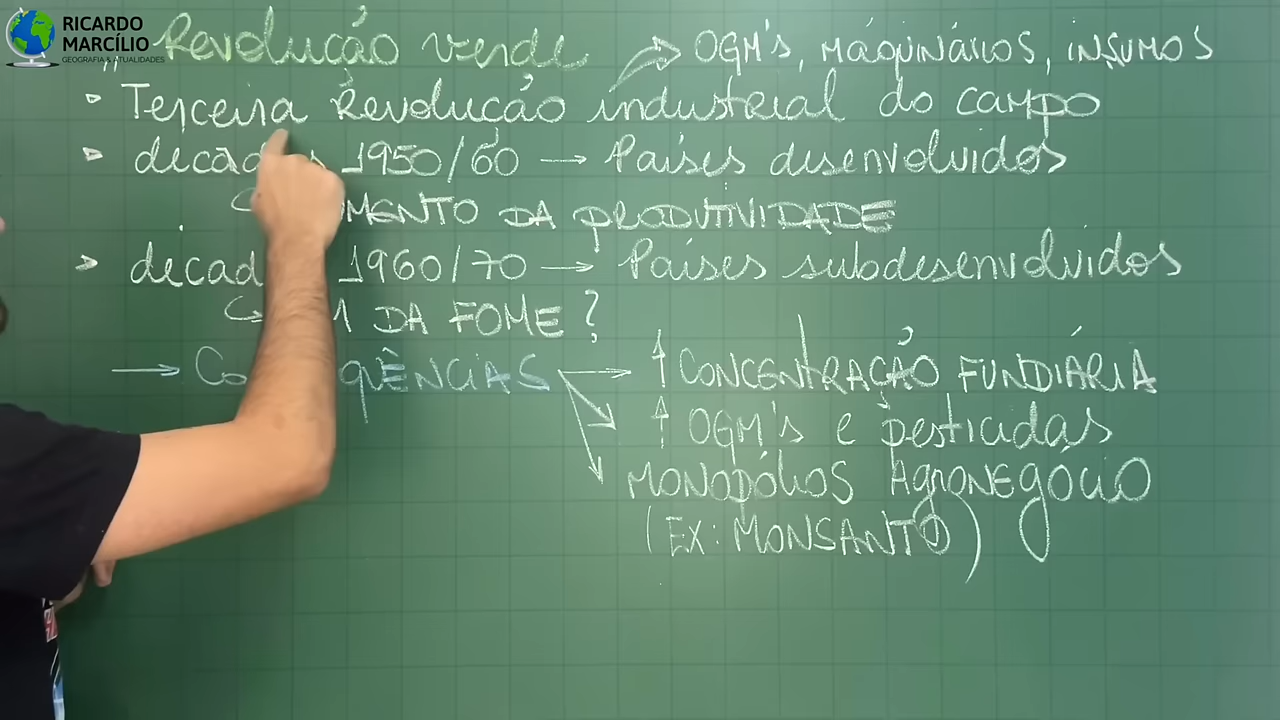 RICARDO
MARCÍLIO
GEOGRAFIA & ATUALIDADES
" Revolução verde
OGM's, MÁQUINÁRIOS, INSUMOS
Terceira Revolução industrial do CAMPO
1950/60 → Países desenvolvidos
DA PRODUTIVIDADE
1960/70 → Países subdesenvolvidos
DA FOME?
→ ↑ CONCENTRAÇÃO FUNDIÁRIA
↑ OGM's e pesticidas
MONOPÓLIOS AgRONEgÓCIO
(EX: MONSANTO)